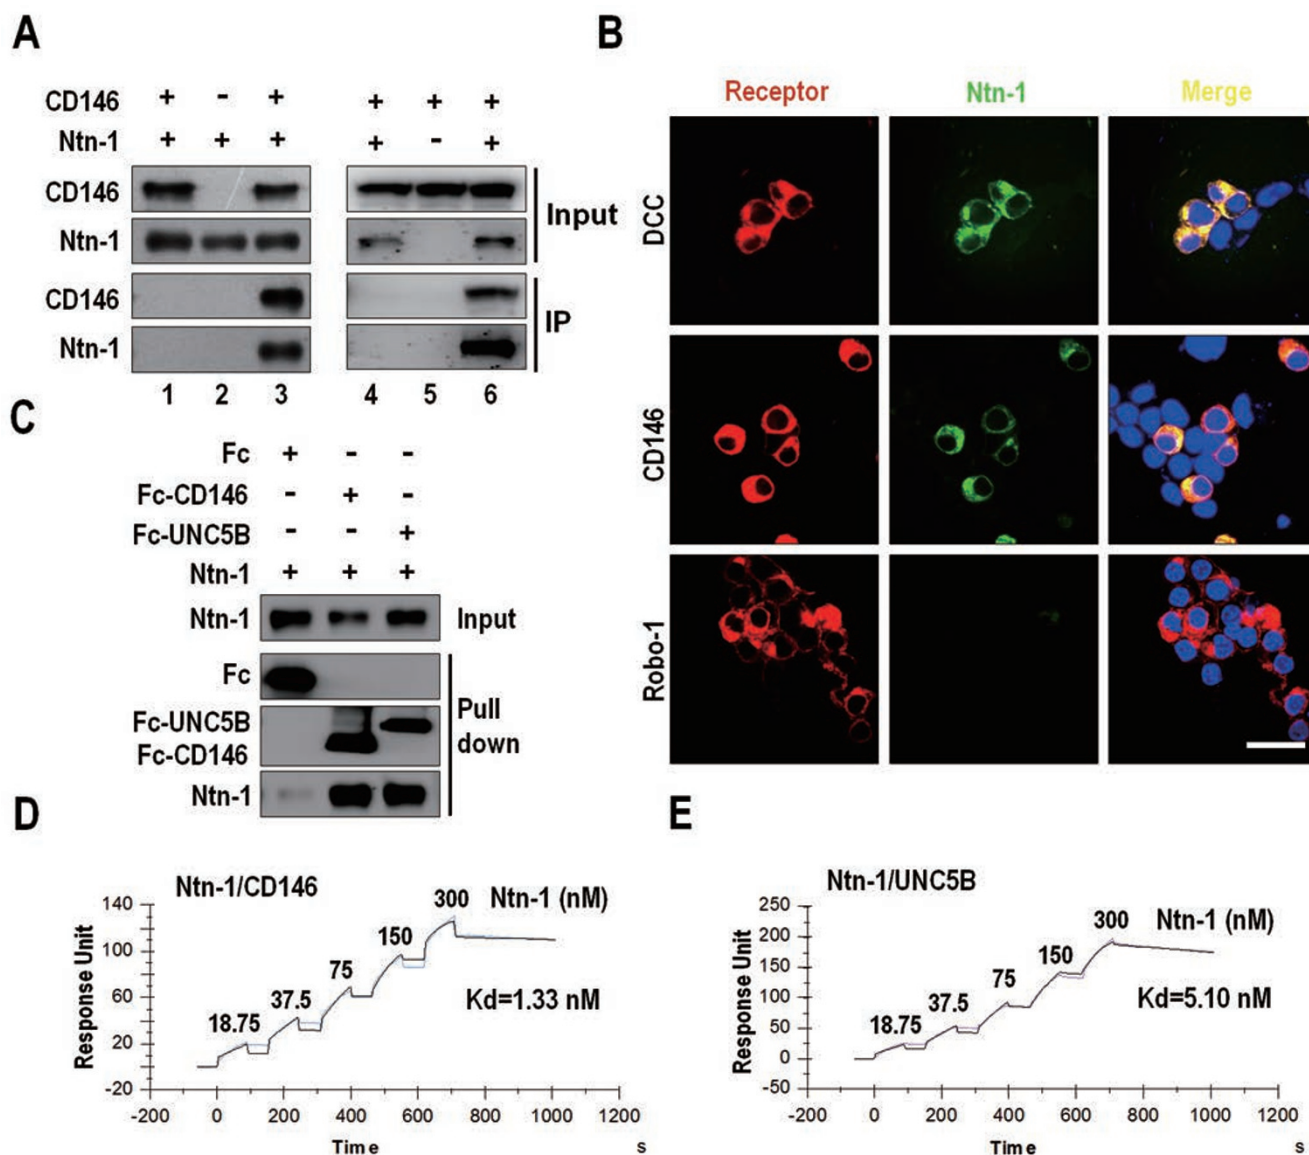 A
CD146 + - + + + +
Ntn-1 + + + + - +
CD146
Ntn-1
Input
CD146
Ntn-1
IP
1 2 3 4 5 6
B
Receptor Ntn-1 Merge
DCC
CD146
Robo-1
C
Fc + - -
Fc-CD146 - + -
Fc-UNC5B - - +
Ntn-1 + + +
Ntn-1 Input
Fc
Fc-UNC5B
Fc-CD146
Ntn-1
Pull
down
D
Ntn-1/CD146
Ntn-1 (nM)
Kd=1.33 nM
18.75
37.5
75
150
300
Response Unit
140
100
60
20
-20
-200 0 200 400 600 800 1000 1200
Time s
E
Ntn-1/UNC5B
Ntn-1 (nM)
Kd=5.10 nM
18.75
37.5
75
150
300
Response Unit
250
200
150
100
50
0
-50
-200 0 200 400 600 800 1000 1200
Time s